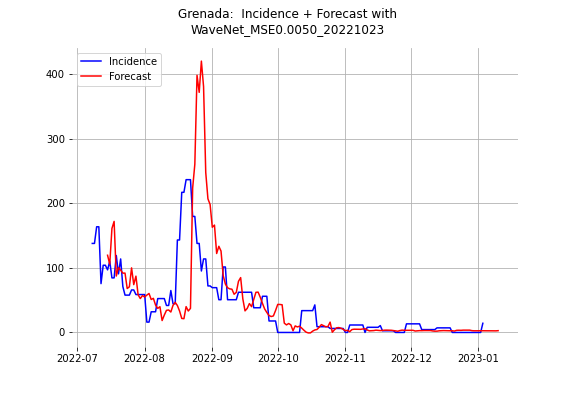 Grenada:  Incidence + Forecast with
WaveNet_MSE0.0050_20221023
Incidence
Forecast
400
300
200
100
0
2022-07 2022-08 2022-09 2022-10 2022-11 2022-12 2023-01